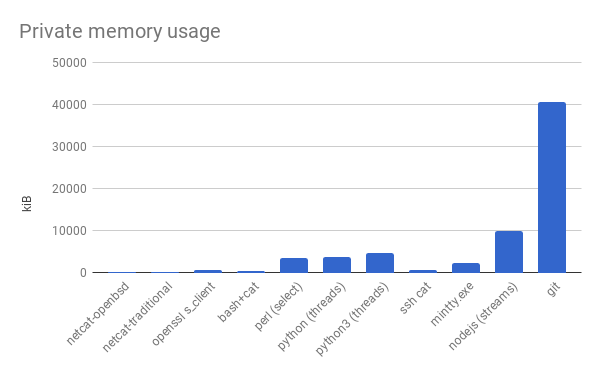 Private memory usage
50000
40000
30000
20000
10000
0
kiB
netcat-openbsd
netcat-traditional
openssl s_client
bash+cat
perl (select)
python (threads)
python3 (threads)
ssh cat
mintty.exe
nodejs (streams)
git